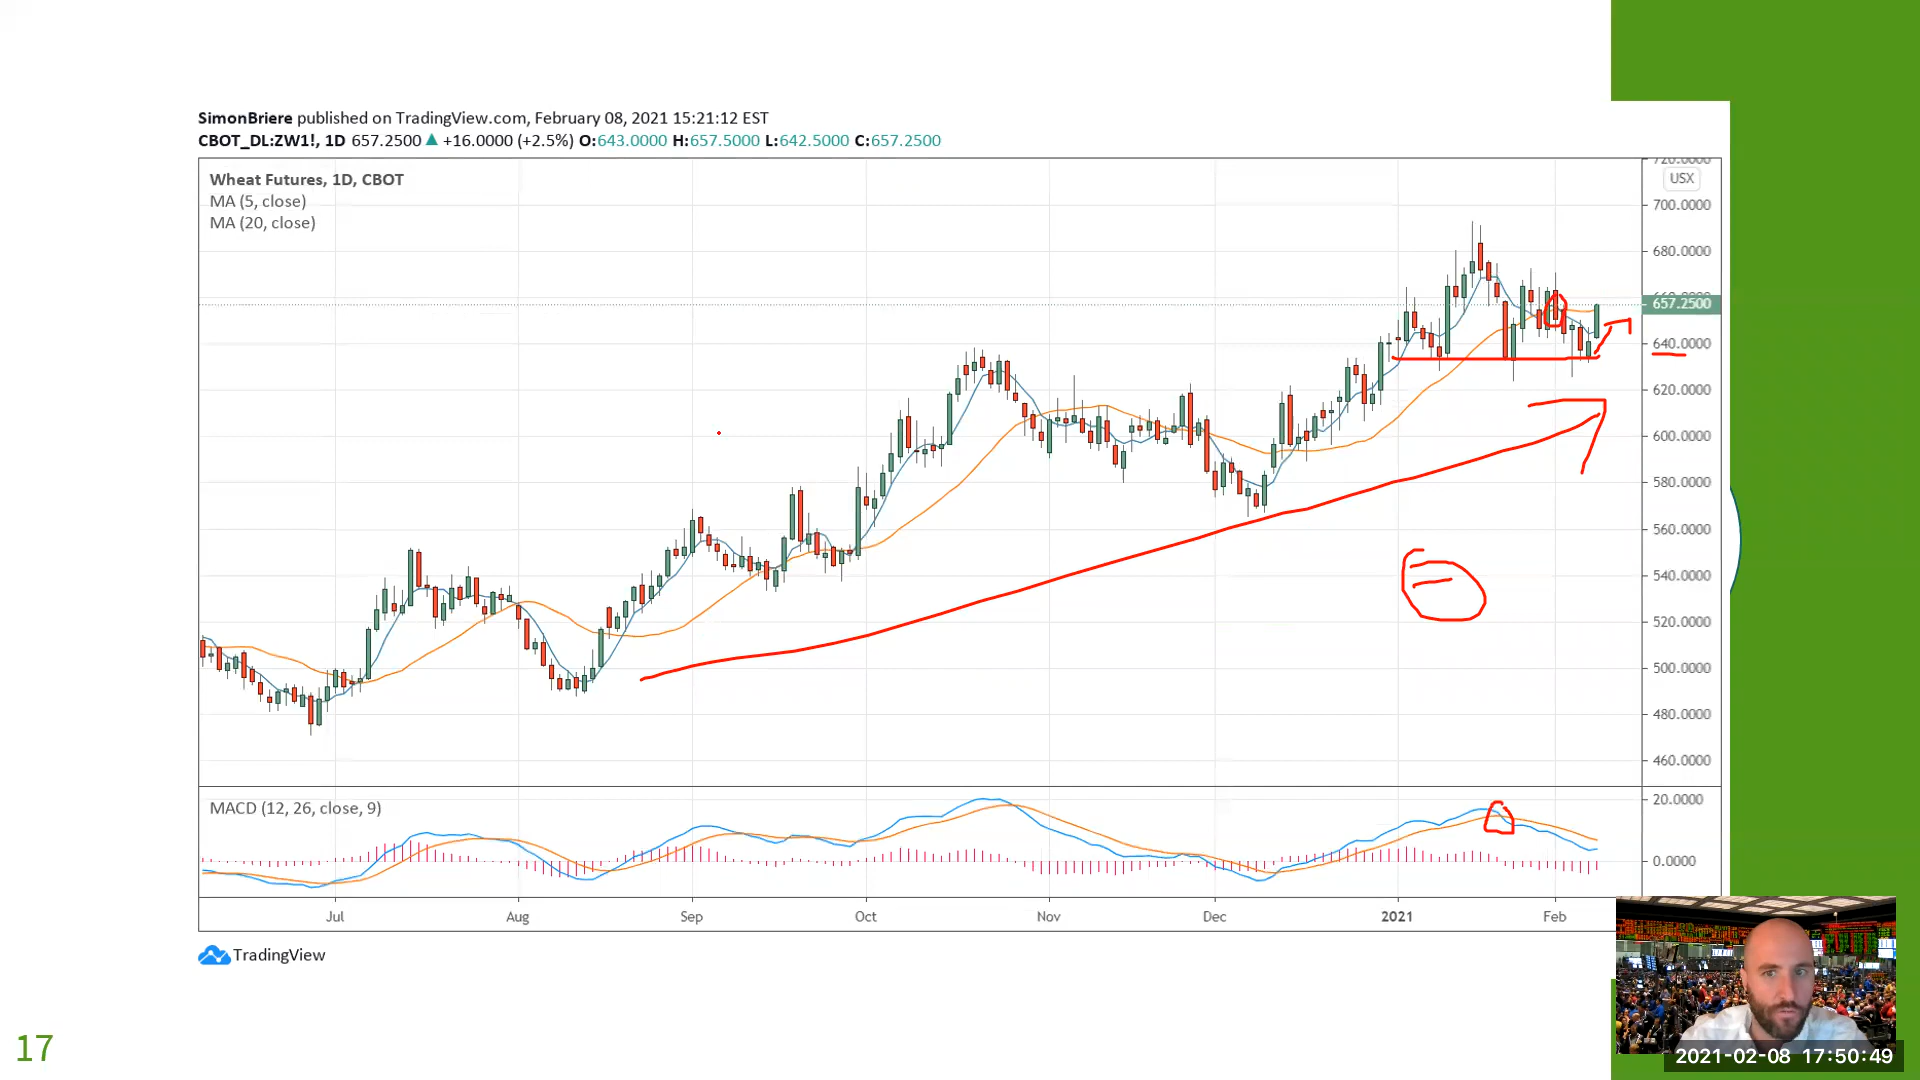 SimonBriere published on TradingView.com, February 08, 2021 15:21:12 EST
CBOT_DL:ZW1!, 1D 657.2500 ▲ +16.0000 (+2.5%) O:643.0000 H:657.5000 L:642.5000 C:657.2500
Wheat Futures, 1D, CBOT
MA (5, close)
MA (20, close)
720.0000
USX
700.0000
680.0000
660.0000
657.2500
640.0000
620.0000
600.0000
580.0000
560.0000
540.0000
520.0000
500.0000
480.0000
460.0000
MACD (12, 26, close, 9)
20.0000
0.0000
Jul Aug Sep Oct Nov Dec 2021 Feb
TradingView
17
2021-02-08 17:50:49